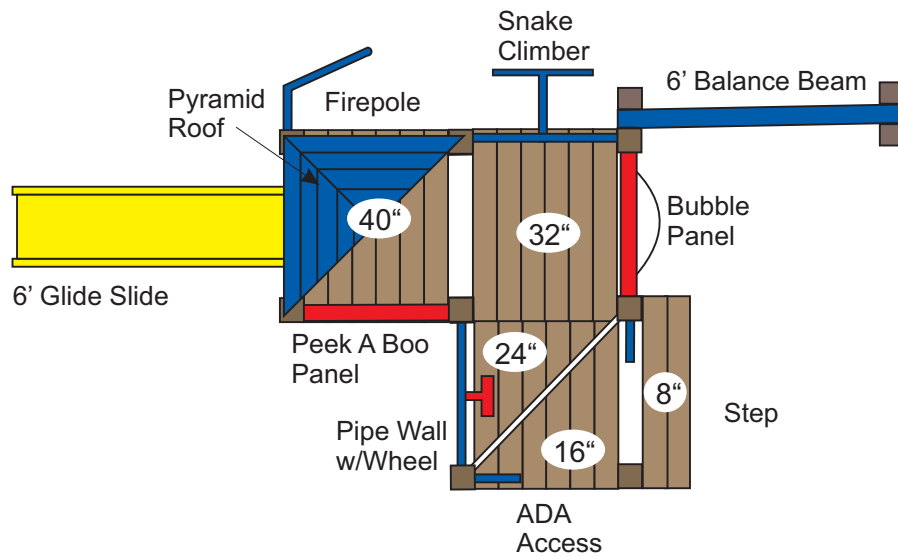 Snake
Climber
6’ Balance Beam
Pyramid
Roof
Firepole
40“
32“
Bubble
Panel
6’ Glide Slide
Peek A Boo
Panel
24“
8“
Step
Pipe Wall
w/Wheel
16“
ADA
Access